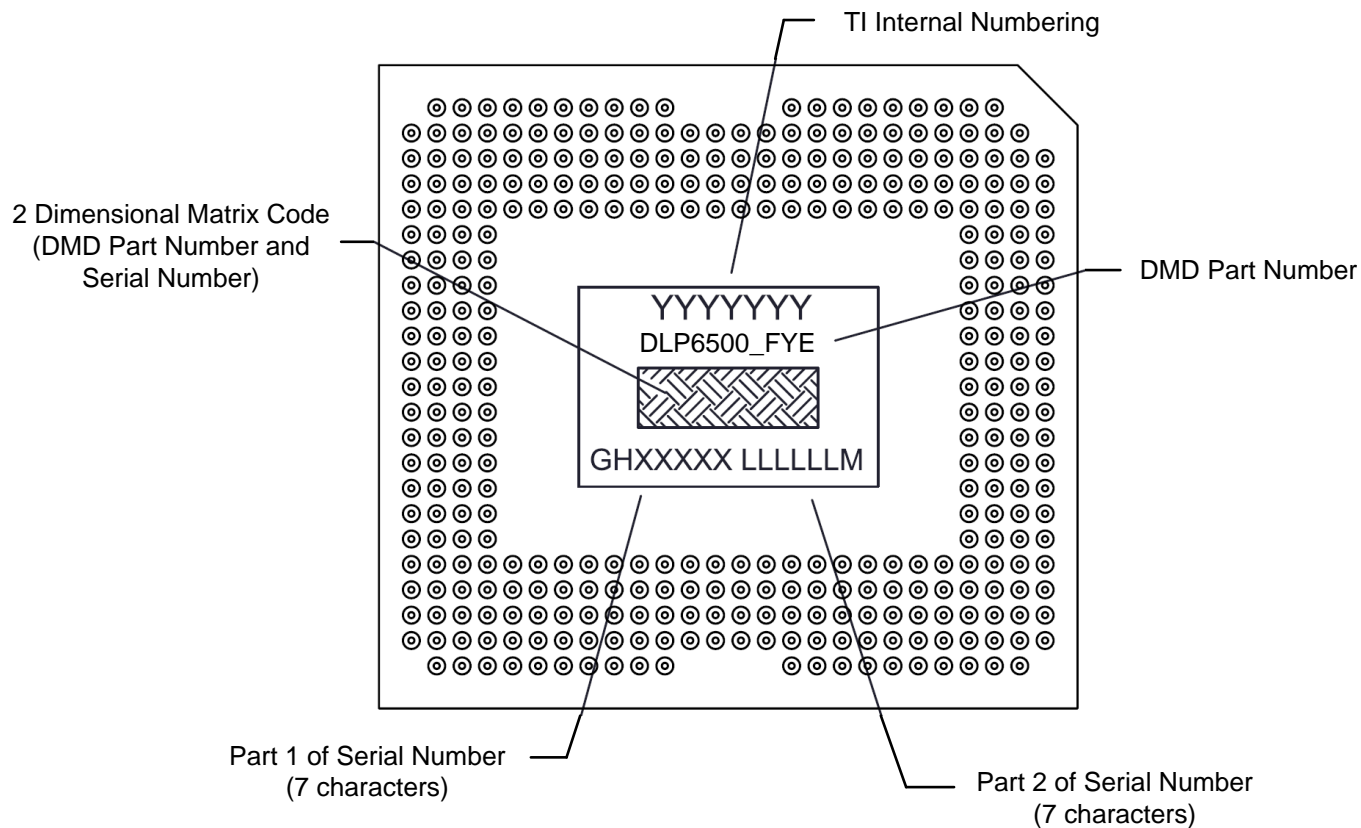 TI Internal Numbering
2 Dimensional Matrix Code
(DMD Part Number and
Serial Number)
DMD Part Number
YYYYYYY
DLP6500_FYE
GHXXXXX LLLLLLM
Part 1 of Serial Number
(7 characters)
Part 2 of Serial Number
(7 characters)